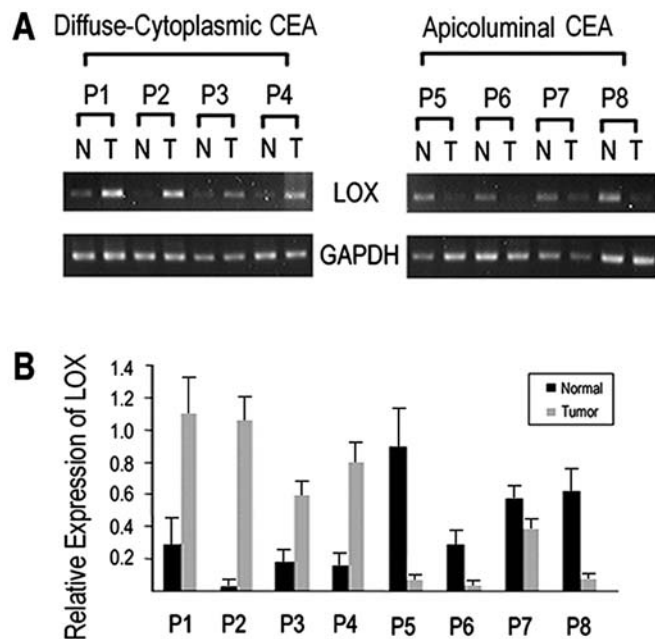 A
Diffuse-Cytoplasmic CEA
Apicoluminal CEA
P1 P2 P3 P4
P5 P6 P7 P8
N T N T N T N T
N T N T N T N T
LOX
GAPDH
B
Relative Expression of LOX
1.4
1.2
1.0
0.8
0.6
0.4
0.2
Normal
Tumor
P1 P2 P3 P4 P5 P6 P7 P8